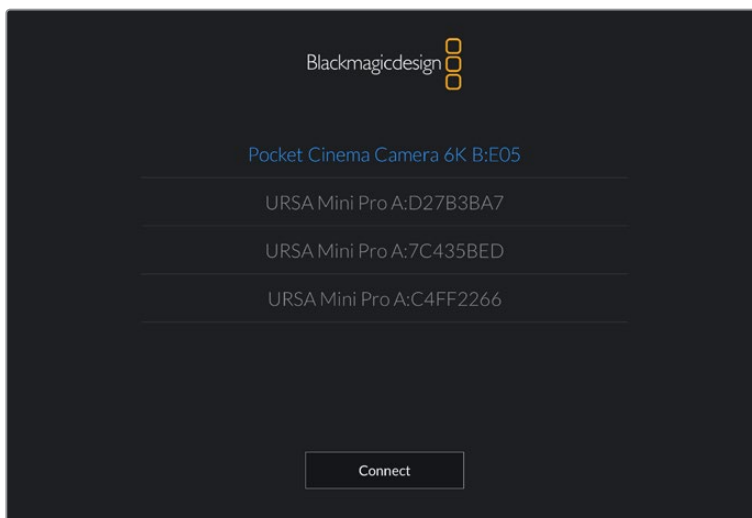 Blackmagicdesign
Pocket Cinema Camera 6K B:E05
URSA Mini Pro A:D27B3BA7
URSA Mini Pro A:7C435BED
URSA Mini Pro A:C4FF2266
Connect